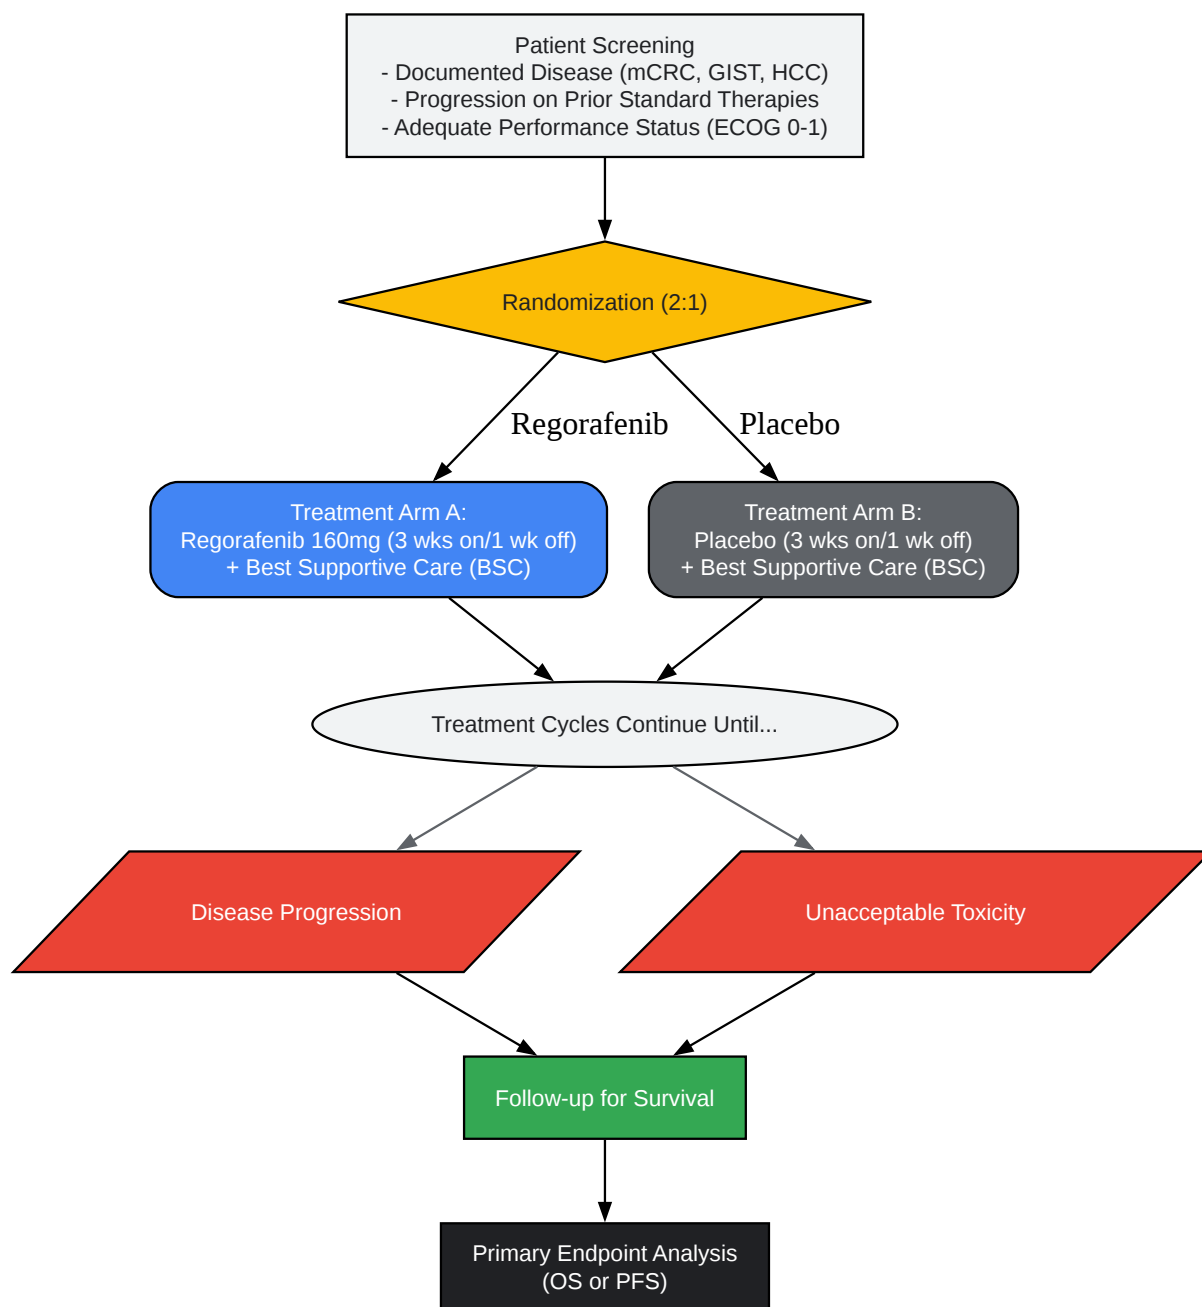 Patient Screening
- Documented Disease (mCRC, GIST, HCC)
- Progression on Prior Standard Therapies
- Adequate Performance Status (ECOG 0-1)
Randomization (2:1)
Regorafenib
Placebo
Treatment Arm A:
Regorafenib 160mg (3 wks on/1 wk off)
+ Best Supportive Care (BSC)
Treatment Arm B:
Placebo (3 wks on/1 wk off)
+ Best Supportive Care (BSC)
Treatment Cycles Continue Until...
Disease Progression
Unacceptable Toxicity
Follow-up for Survival
Primary Endpoint Analysis
(OS or PFS)